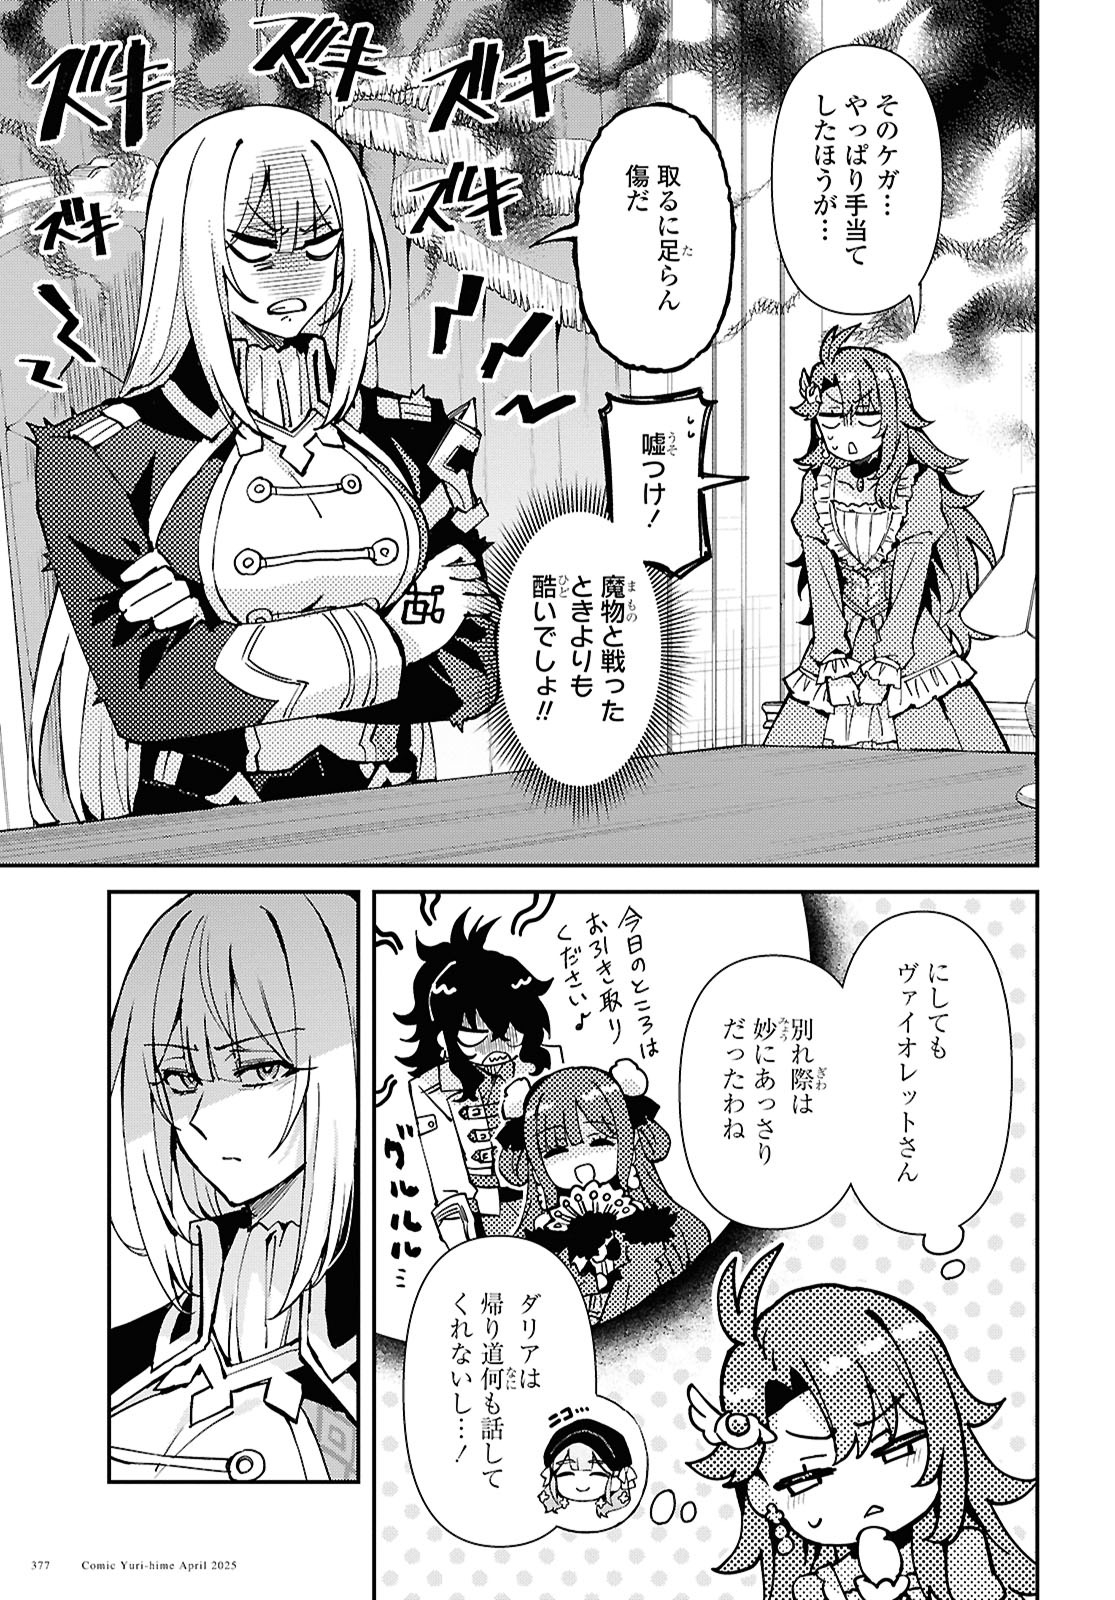 そのケガ…
やっぱり手当て
したほうが…
取るに足らん
傷だ
ズキ
ズキ
ズキ
ズキ
ズキ
嘘つけ!
魔物と戦った
ときよりも
酷いでしょ!!
にしても
ヴァイオレットさん
別れ際は
妙にあっさり
だったわね
今日のところは
お引き取り
くださいよ♪
グルルル…
ダリアは
帰り道何も話して
くれないし…!
ニコ…
377 Comic Yuri-hime April 2025